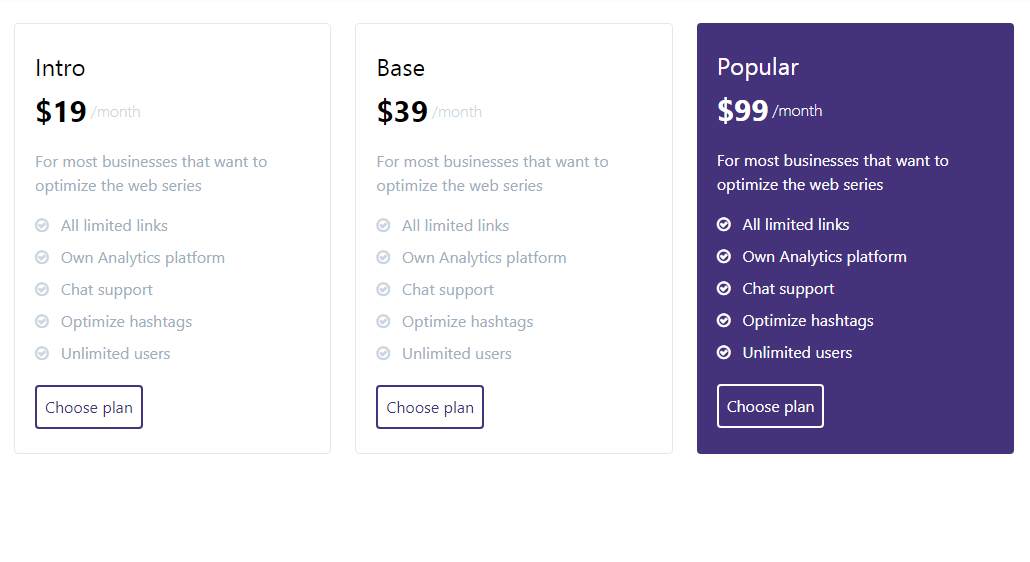 Intro
$19 /month
For most businesses that want to
optimize the web series
All limited links
Own Analytics platform
Chat support
Optimize hashtags
Unlimited users
Choose plan
Base
$39 /month
For most businesses that want to
optimize the web series
All limited links
Own Analytics platform
Chat support
Optimize hashtags
Unlimited users
Choose plan
Popular
$99 /month
For most businesses that want to
optimize the web series
All limited links
Own Analytics platform
Chat support
Optimize hashtags
Unlimited users
Choose plan